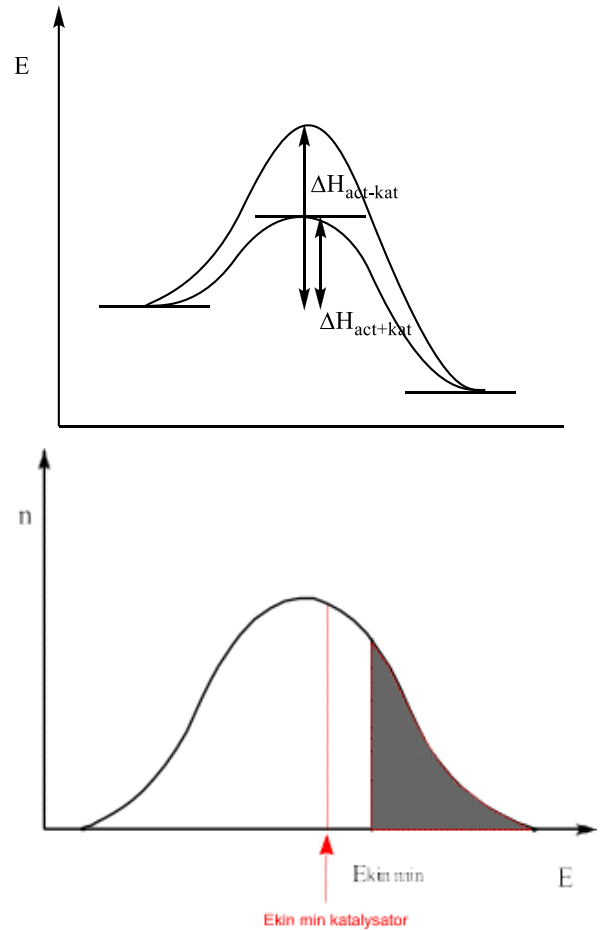 E
ΔHact-kat
ΔHact+kat
n
Ekin min
E
Ekin min katalysator